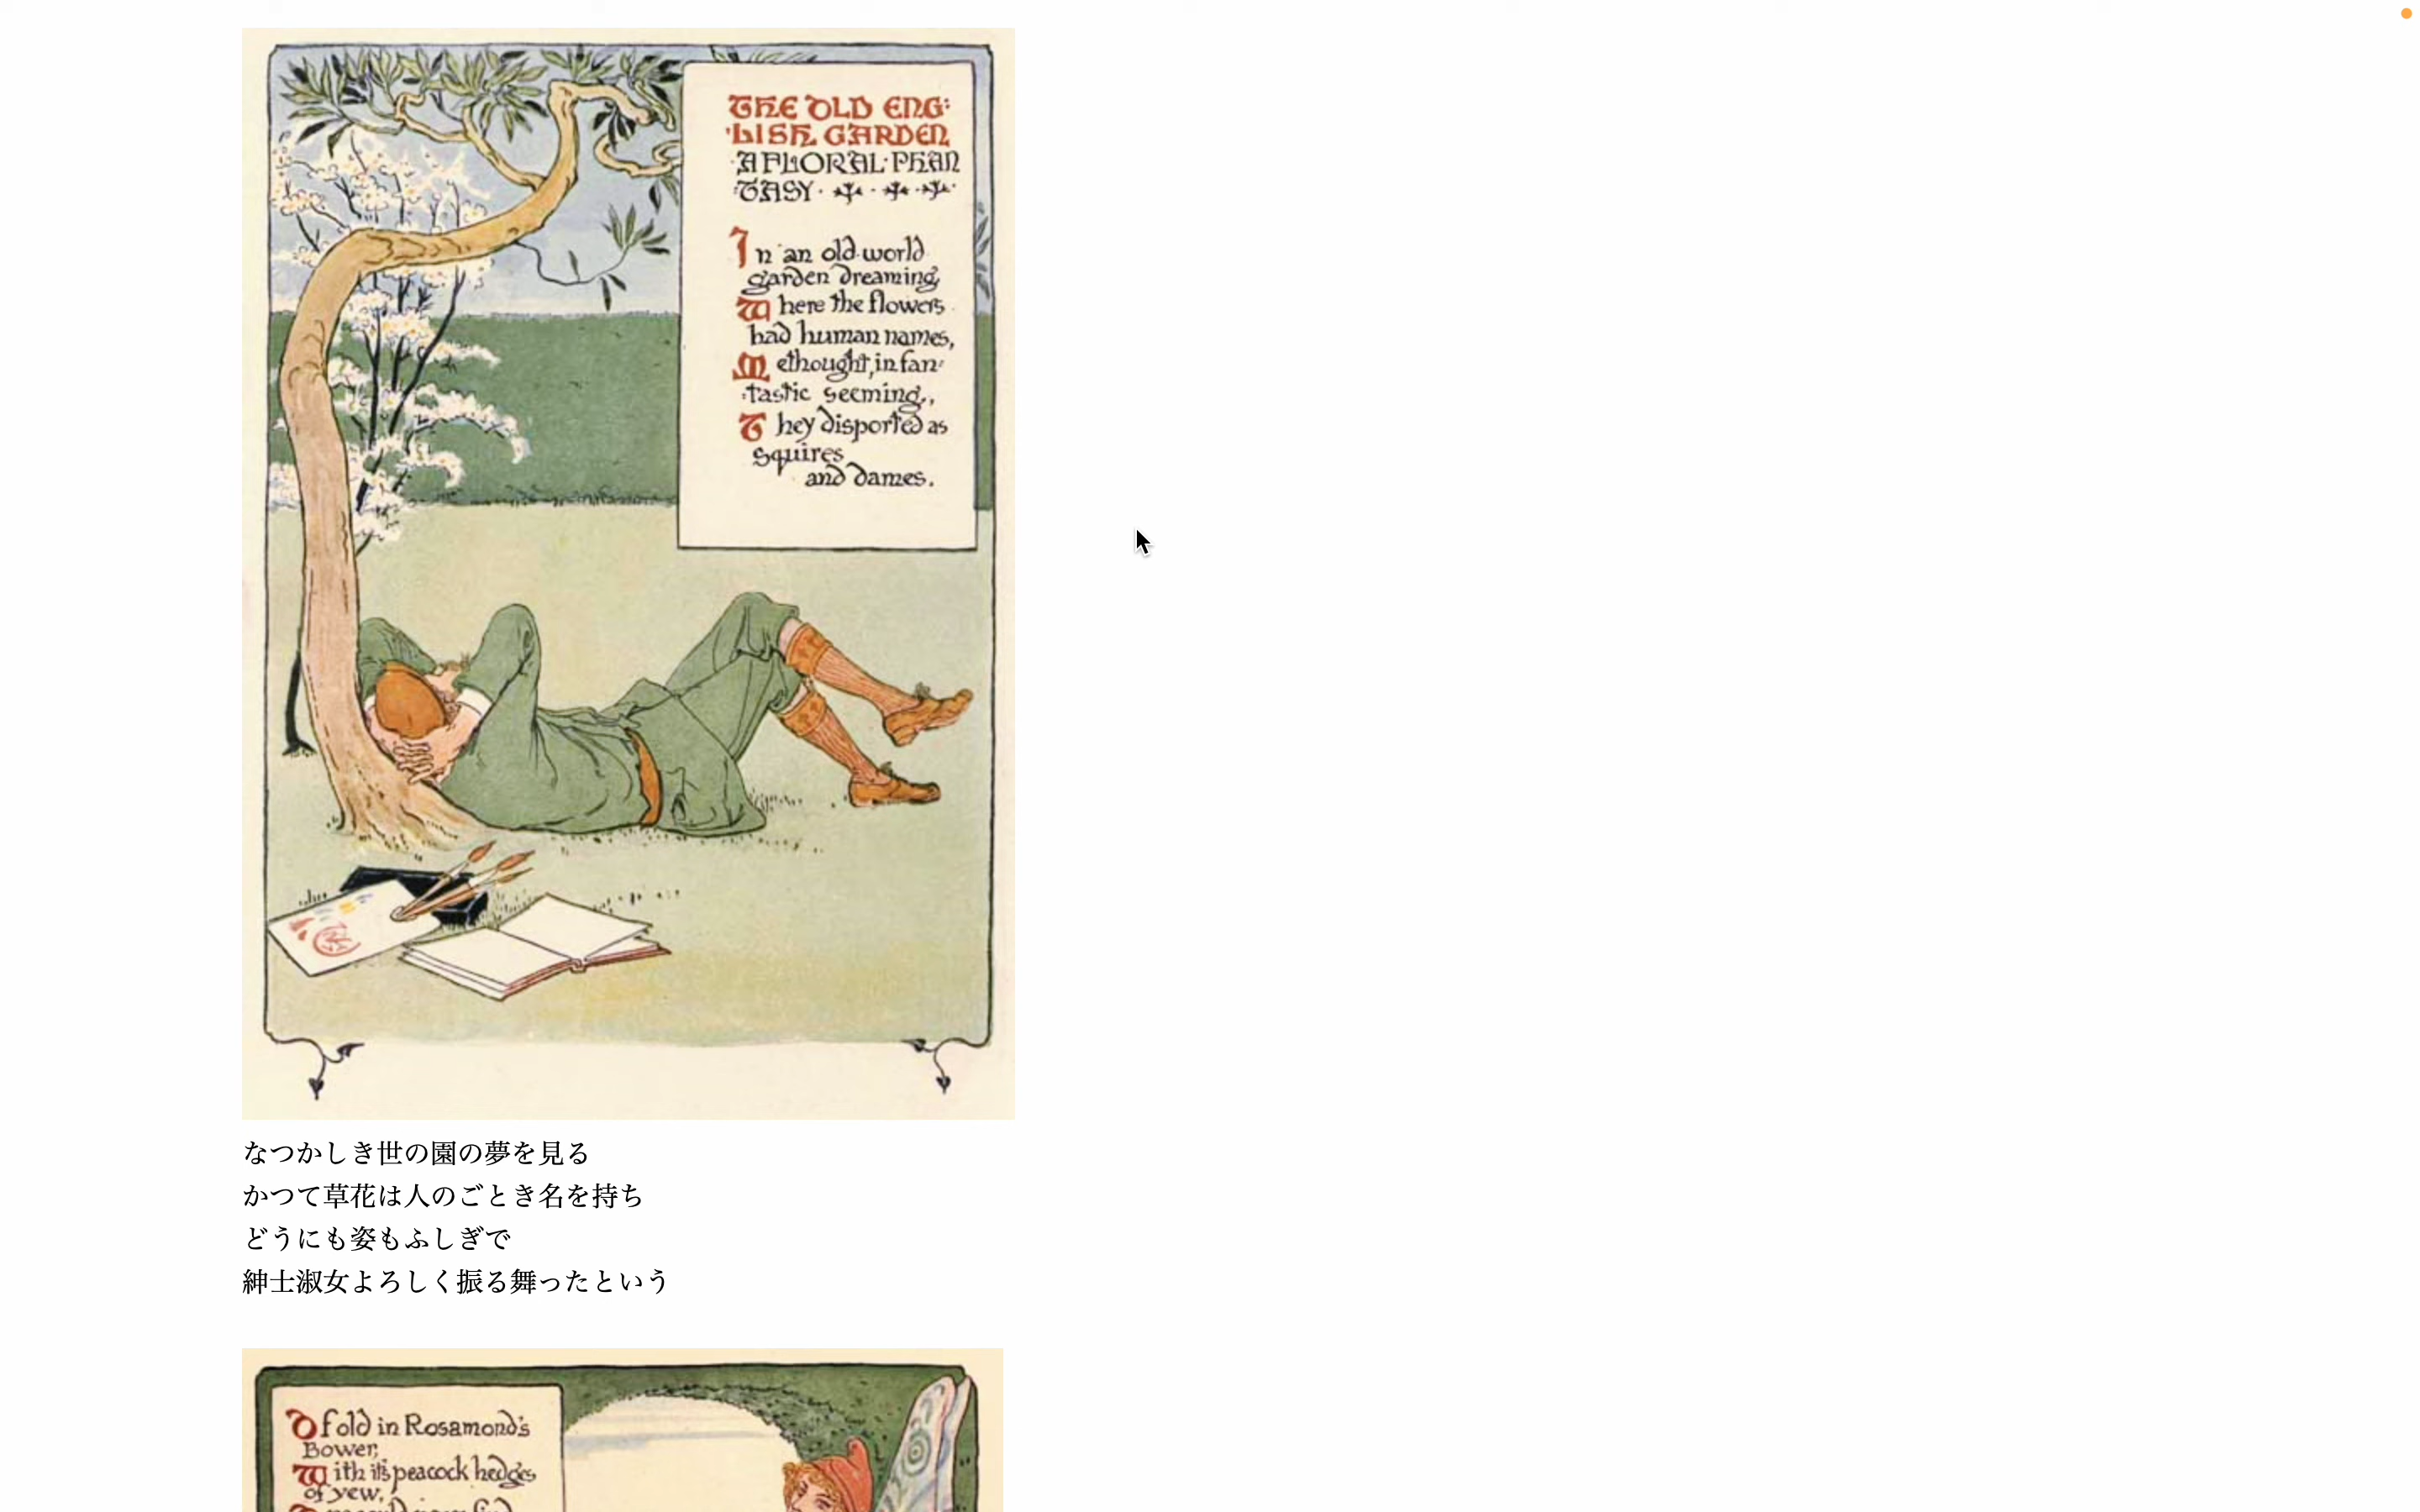 THE OLD ENG:
LISH GARDEN
A FLORAL PHAN
TASY
In an old world
garden dreaming,
Where the flowers
had human names,
Methought, in fan-
tastic seeming,
They disported as
squires
and dames.
なつかしき世の園の夢を見る
かつて草花は人のごとき名を持ち
どうにも姿もふしぎで
紳士淑女よろしく振る舞ったという
Of old in Rosamond's
Bower,
With its peacock hedges
of yew,